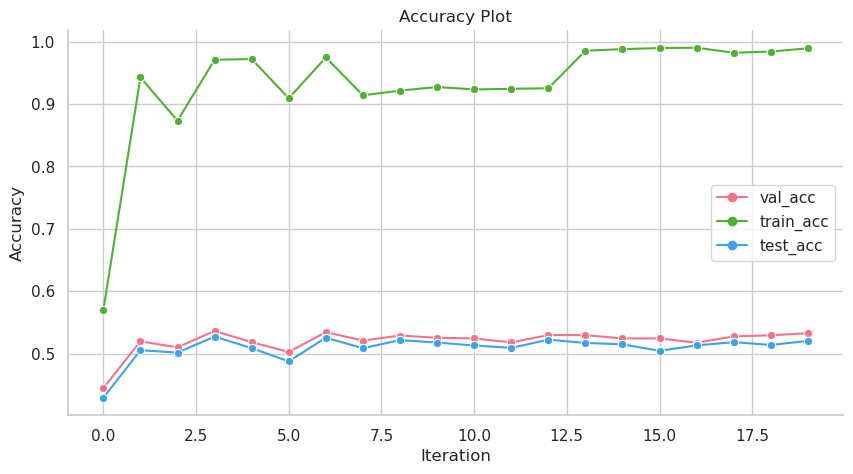 Accuracy Plot
Accuracy
1.0
0.9
0.8
0.7
0.6
0.5
val_acc
train_acc
test_acc
0.0 2.5 5.0 7.5 10.0 12.5 15.0 17.5
Iteration